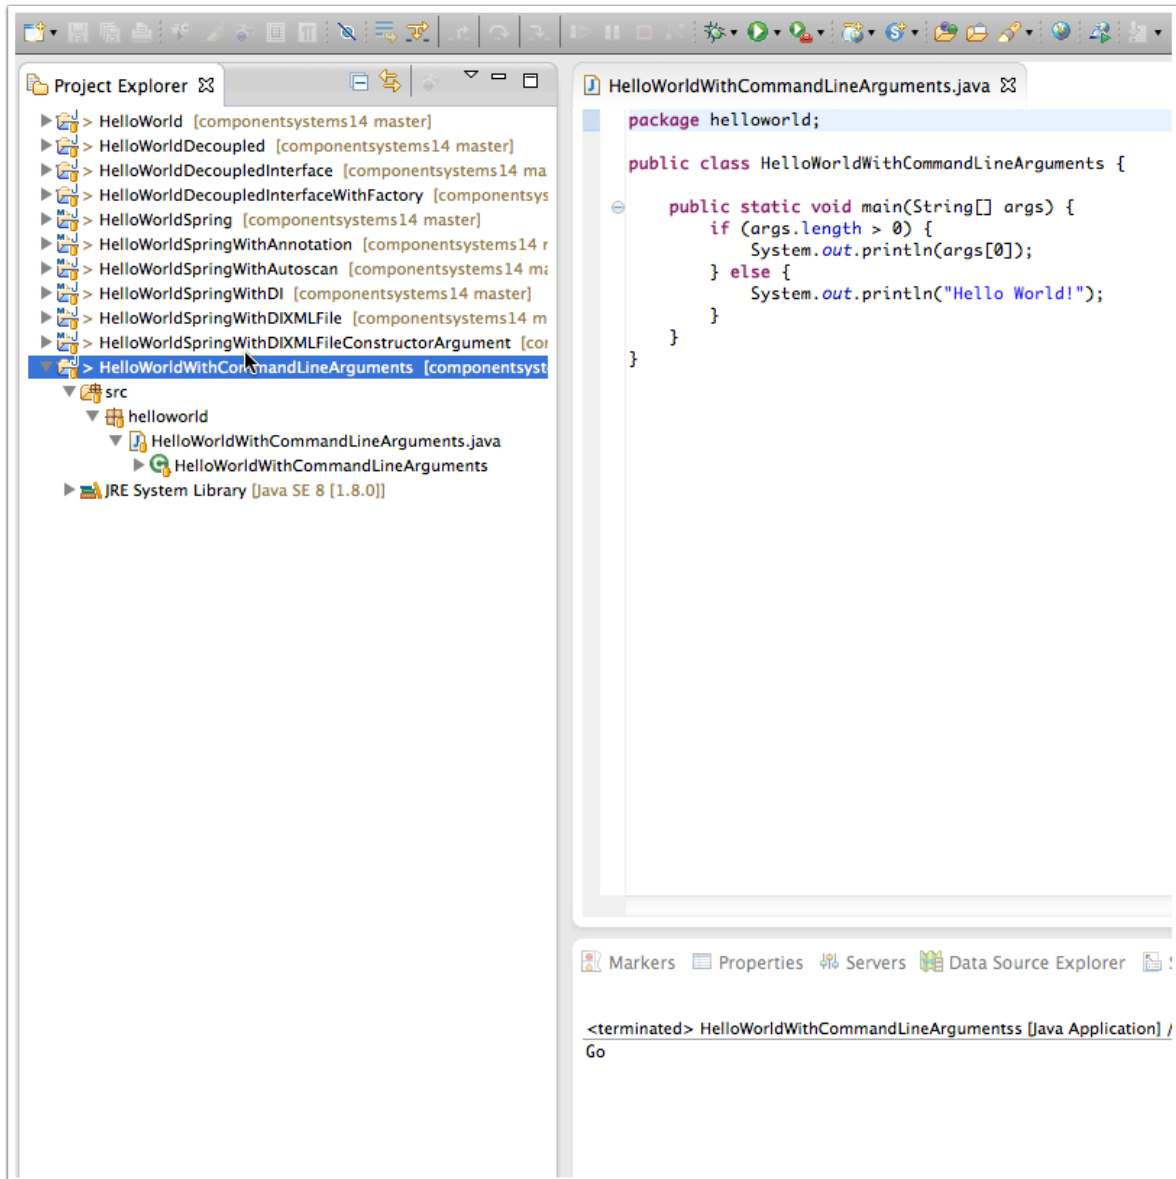 Project Explorer
> HelloWorld [componentsystems14 master]
> HelloWorldDecoupled [componentsystems14 master]
> HelloWorldDecoupledInterface [componentsystems14 ma
> HelloWorldDecoupledInterfaceWithFactory [componentsys
> HelloWorldSpring [componentsystems14 master]
> HelloWorldSpringWithAnnotation [componentsystems14 r
> HelloWorldSpringWithAutoscan [componentsystems14 ma
> HelloWorldSpringWithDI [componentsystems14 master]
> HelloWorldSpringWithDIXMLFile [componentsystems14 m
> HelloWorldSpringWithDIXMLFileConstructorArgument [cor
> HelloWorldWithCommandLineArguments [componentsyst
src
helloworld
HelloWorldWithCommandLineArguments.java
HelloWorldWithCommandLineArguments
JRE System Library [Java SE 8 [1.8.0]]
HelloWorldWithCommandLineArguments.java
package helloworld;
public class HelloWorldWithCommandLineArguments {
public static void main(String[] args) {
if (args.length > 0) {
System.out.println(args[0]);
} else {
System.out.println("Hello World!");
}
}
}
Markers Properties Servers Data Source Explorer
<terminated> HelloWorldWithCommandLineArgumentss [Java Application] /
Go